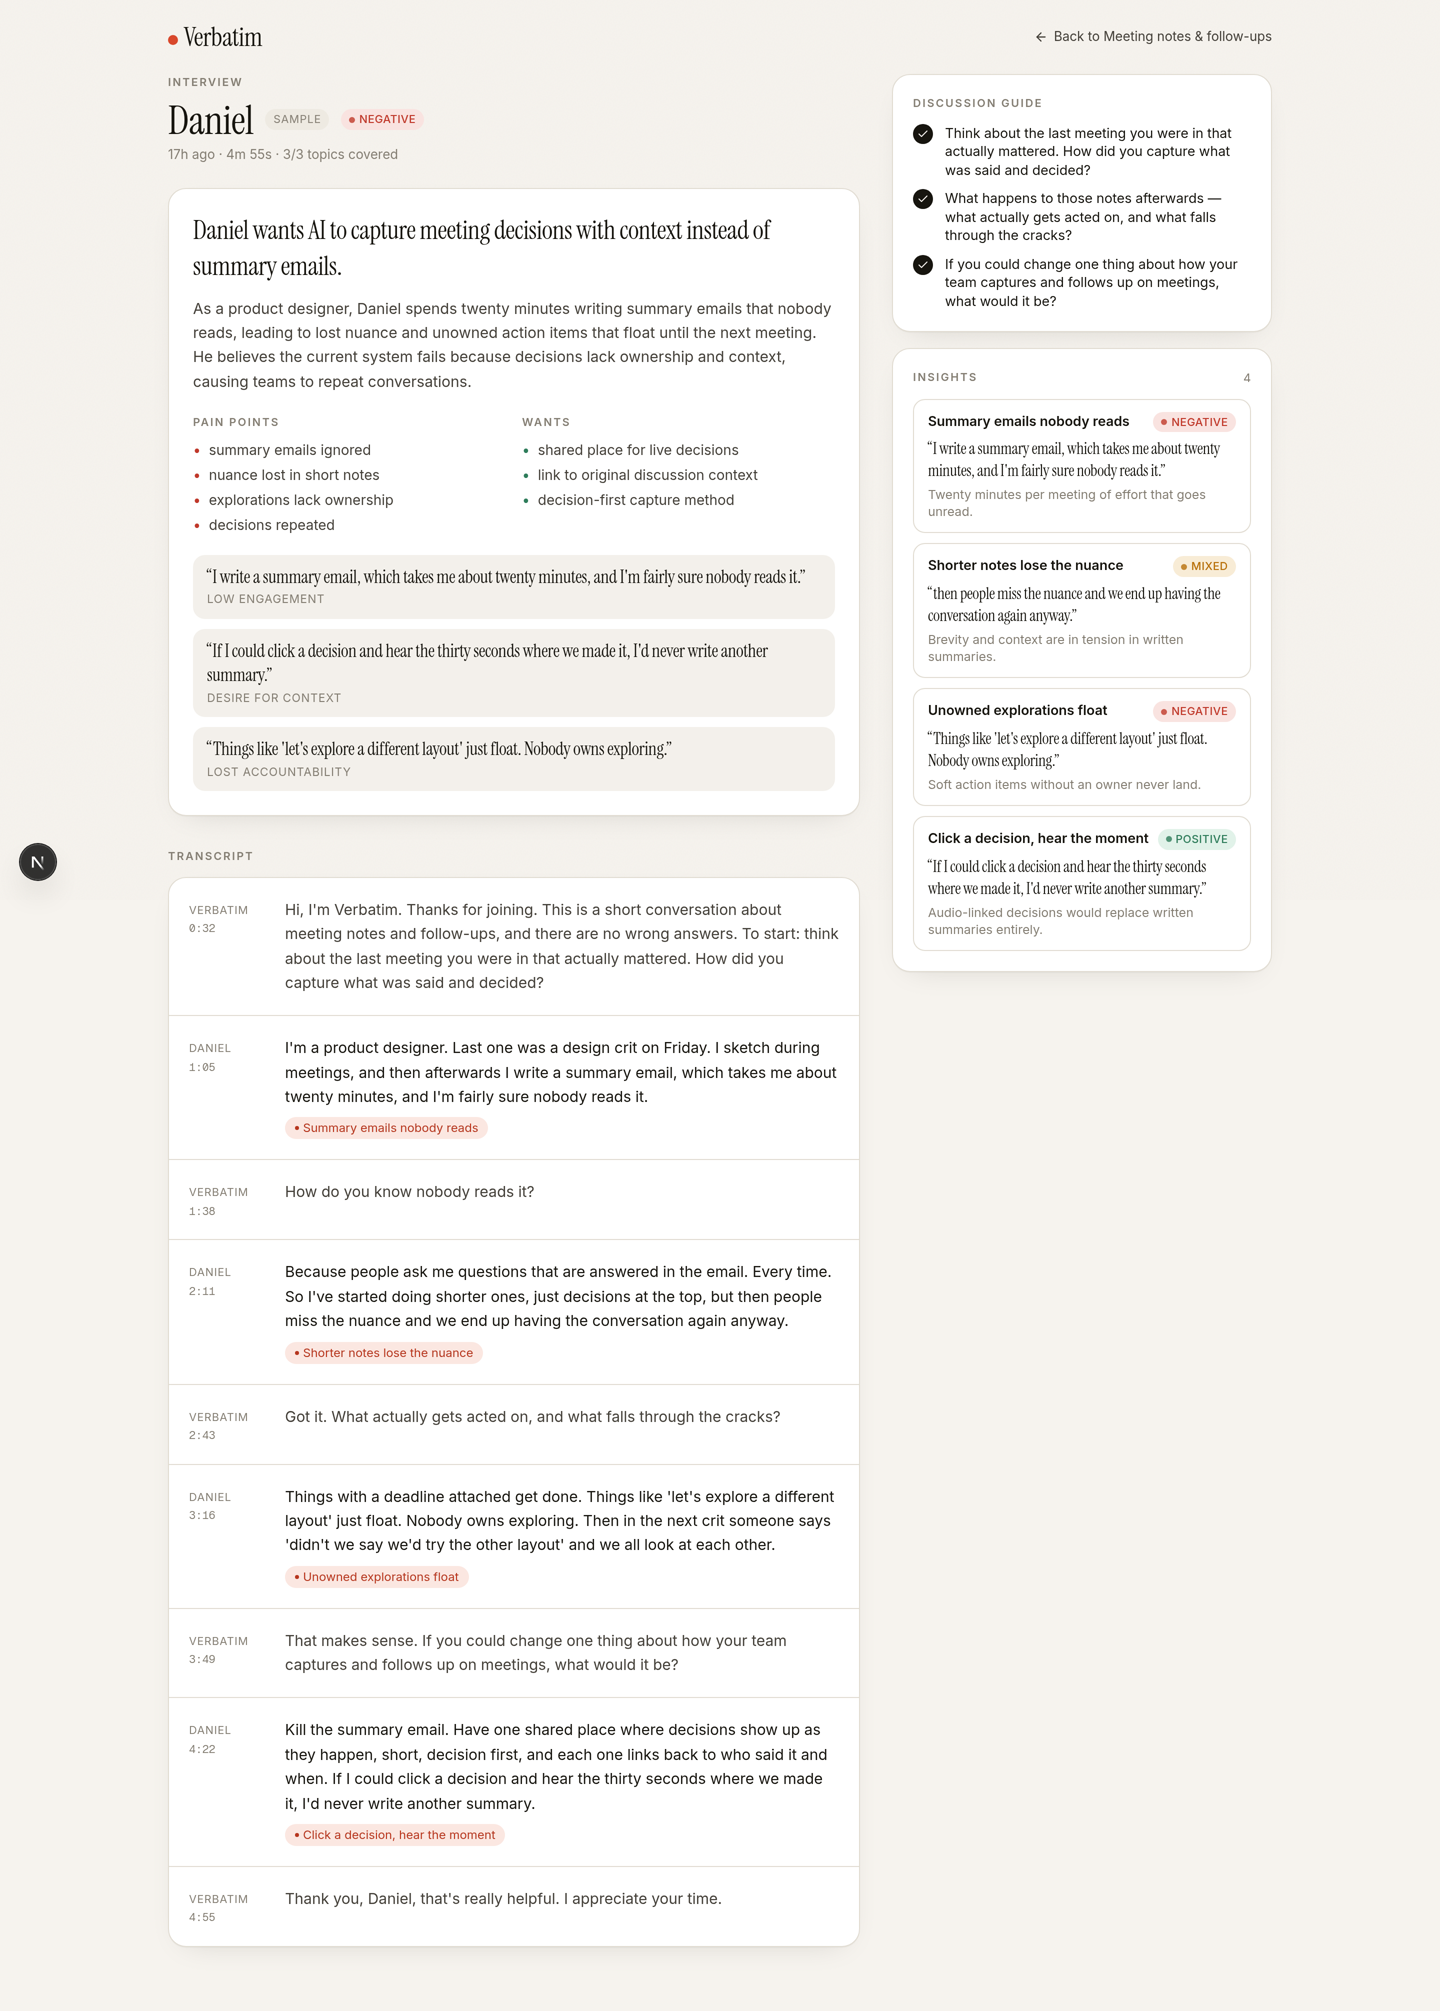 Verbatim
← Back to Meeting notes & follow-ups
INTERVIEW
Daniel
SAMPLE
NEGATIVE
17h ago · 4m 55s · 3/3 topics covered
Daniel wants AI to capture meeting decisions with context instead of
summary emails.
As a product designer, Daniel spends twenty minutes writing summary emails that nobody
reads, leading to lost nuance and unowned action items that float until the next meeting.
He believes the current system fails because decisions lack ownership and context,
causing teams to repeat conversations.
PAIN POINTS
• summary emails ignored
• nuance lost in short notes
• explorations lack ownership
• decisions repeated
WANTS
• shared place for live decisions
• link to original discussion context
• decision-first capture method
“I write a summary email, which takes me about twenty minutes, and I'm fairly sure nobody reads it.”
LOW ENGAGEMENT
“If I could click a decision and hear the thirty seconds where we made it, I'd never write another
summary.”
DESIRE FOR CONTEXT
“Things like 'let's explore a different layout' just float. Nobody owns exploring.”
LOST ACCOUNTABILITY
TRANSCRIPT
VERBATIM
0:32
Hi, I'm Verbatim. Thanks for joining. This is a short conversation about
meeting notes and follow-ups, and there are no wrong answers. To start: think
about the last meeting you were in that actually mattered. How did you
capture what was said and decided?
DANIEL
1:05
I'm a product designer. Last one was a design crit on Friday. I sketch during
meetings, and then afterwards I write a summary email, which takes me about
twenty minutes, and I'm fairly sure nobody reads it.
• Summary emails nobody reads
VERBATIM
1:38
How do you know nobody reads it?
DANIEL
2:11
Because people ask me questions that are answered in the email. Every time.
So I've started doing shorter ones, just decisions at the top, but then people
miss the nuance and we end up having the conversation again anyway.
• Shorter notes lose the nuance
VERBATIM
2:43
Got it. What actually gets acted on, and what falls through the cracks?
DANIEL
3:16
Things with a deadline attached get done. Things like 'let's explore a different
layout' just float. Nobody owns exploring. Then in the next crit someone says
'didn't we say we'd try the other layout' and we all look at each other.
• Unowned explorations float
VERBATIM
3:49
That makes sense. If you could change one thing about how your team
captures and follows up on meetings, what would it be?
DANIEL
4:22
Kill the summary email. Have one shared place where decisions show up as
they happen, short, decision first, and each one links back to who said it and
when. If I could click a decision and hear the thirty seconds where we made
it, I'd never write another summary.
• Click a decision, hear the moment
VERBATIM
4:55
Thank you, Daniel, that's really helpful. I appreciate your time.
DISCUSSION GUIDE
Think about the last meeting you were in that
actually mattered. How did you capture what
was said and decided?
What happens to those notes afterwards —
what actually gets acted on, and what falls
through the cracks?
If you could change one thing about how your
team captures and follows up on meetings,
what would it be?
INSIGHTS
4
Summary emails nobody reads
NEGATIVE
“I write a summary email, which takes me about twenty
minutes, and I'm fairly sure nobody reads it.”
Twenty minutes per meeting of effort that goes
unread.
Shorter notes lose the nuance
MIXED
“then people miss the nuance and we end up having the
conversation again anyway.”
Brevity and context are in tension in written
summaries.
Unowned explorations float
NEGATIVE
“Things like 'let's explore a different layout' just float.
Nobody owns exploring.”
Soft action items without an owner never land.
Click a decision, hear the moment
POSITIVE
“If I could click a decision and hear the thirty seconds
where we made it, I'd never write another summary.”
Audio-linked decisions would replace written
summaries entirely.
N